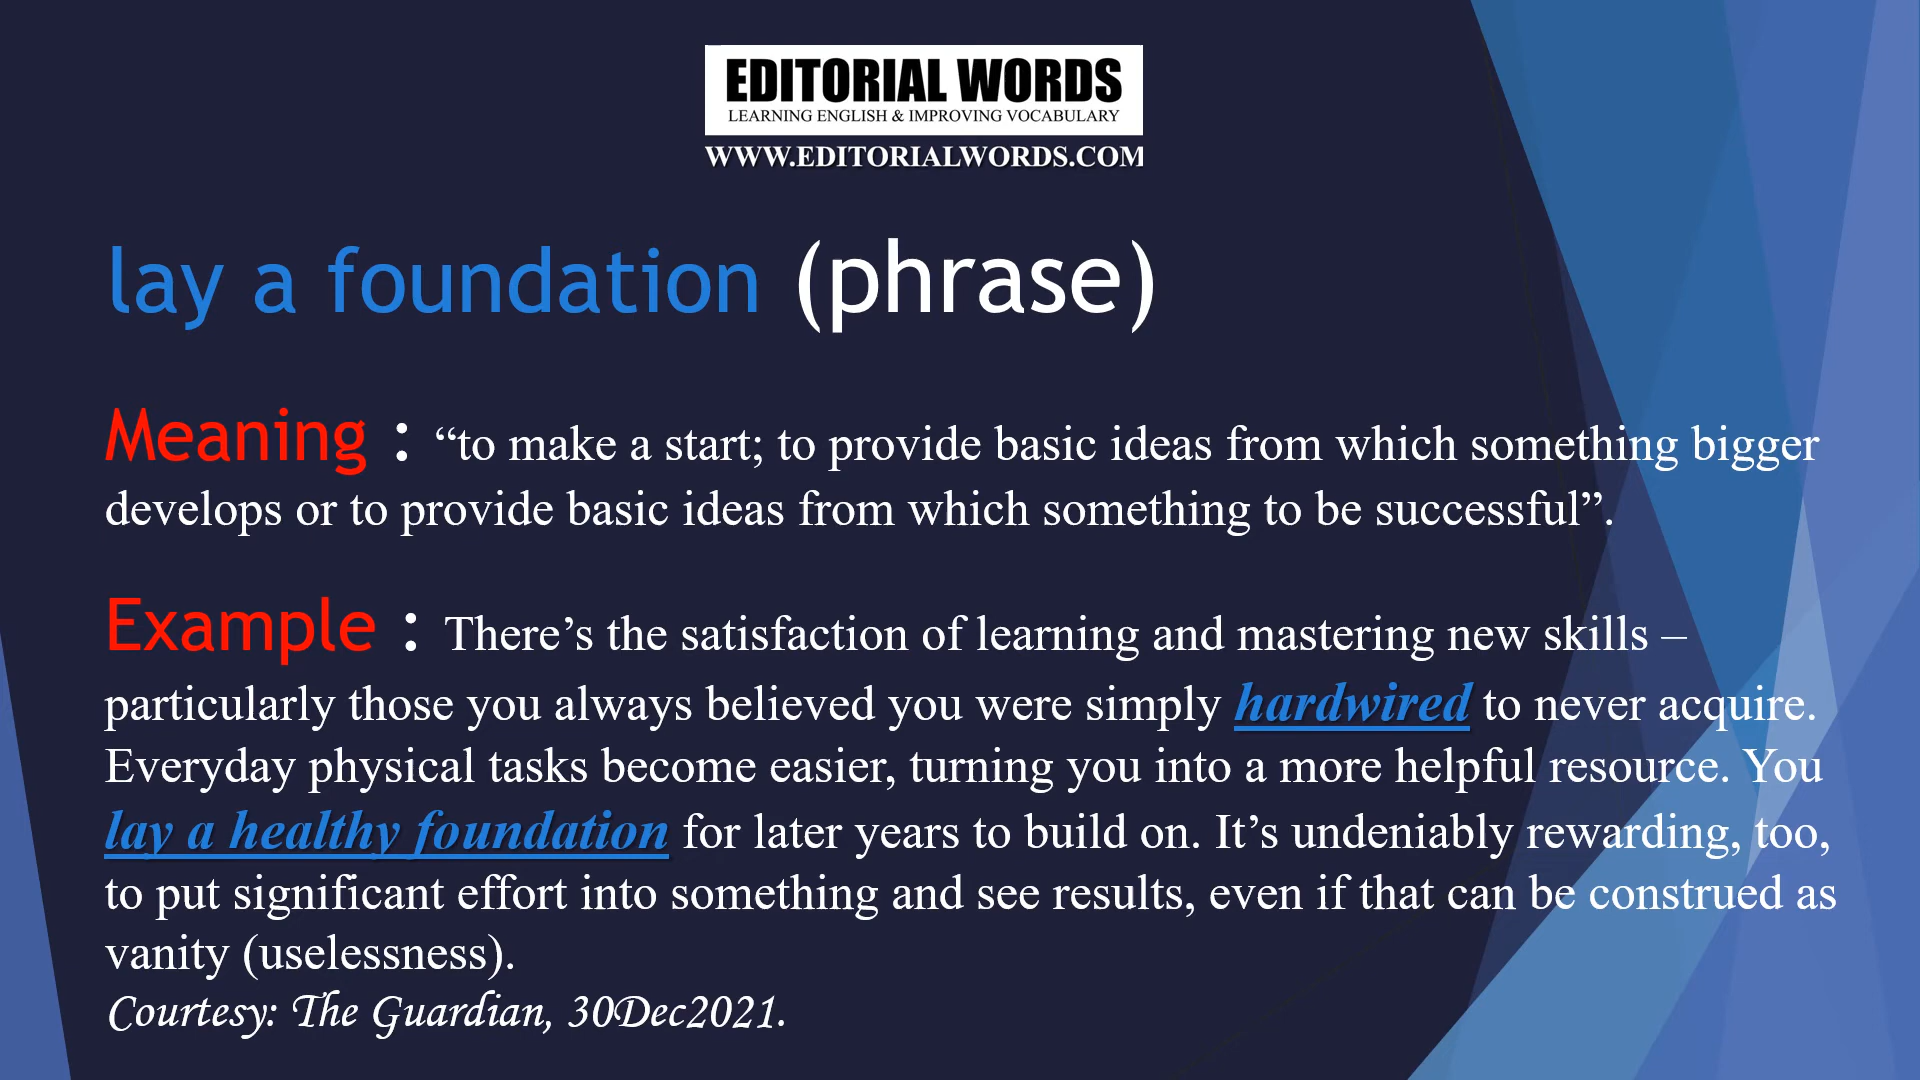 EDITORIAL WORDS
LEARNING ENGLISH & IMPROVING VOCABULARY
WWW.EDITORIALWORDS.COM
lay a foundation (phrase)
Meaning : “to make a start; to provide basic ideas from which something bigger
develops or to provide basic ideas from which something to be successful”.
Example : There’s the satisfaction of learning and mastering new skills –
particularly those you always believed you were simply hardwired to never acquire.
Everyday physical tasks become easier, turning you into a more helpful resource. You
lay a healthy foundation for later years to build on. It’s undeniably rewarding, too,
to put significant effort into something and see results, even if that can be construed as
vanity (uselessness).
Courtesy: The Guardian, 30Dec2021.